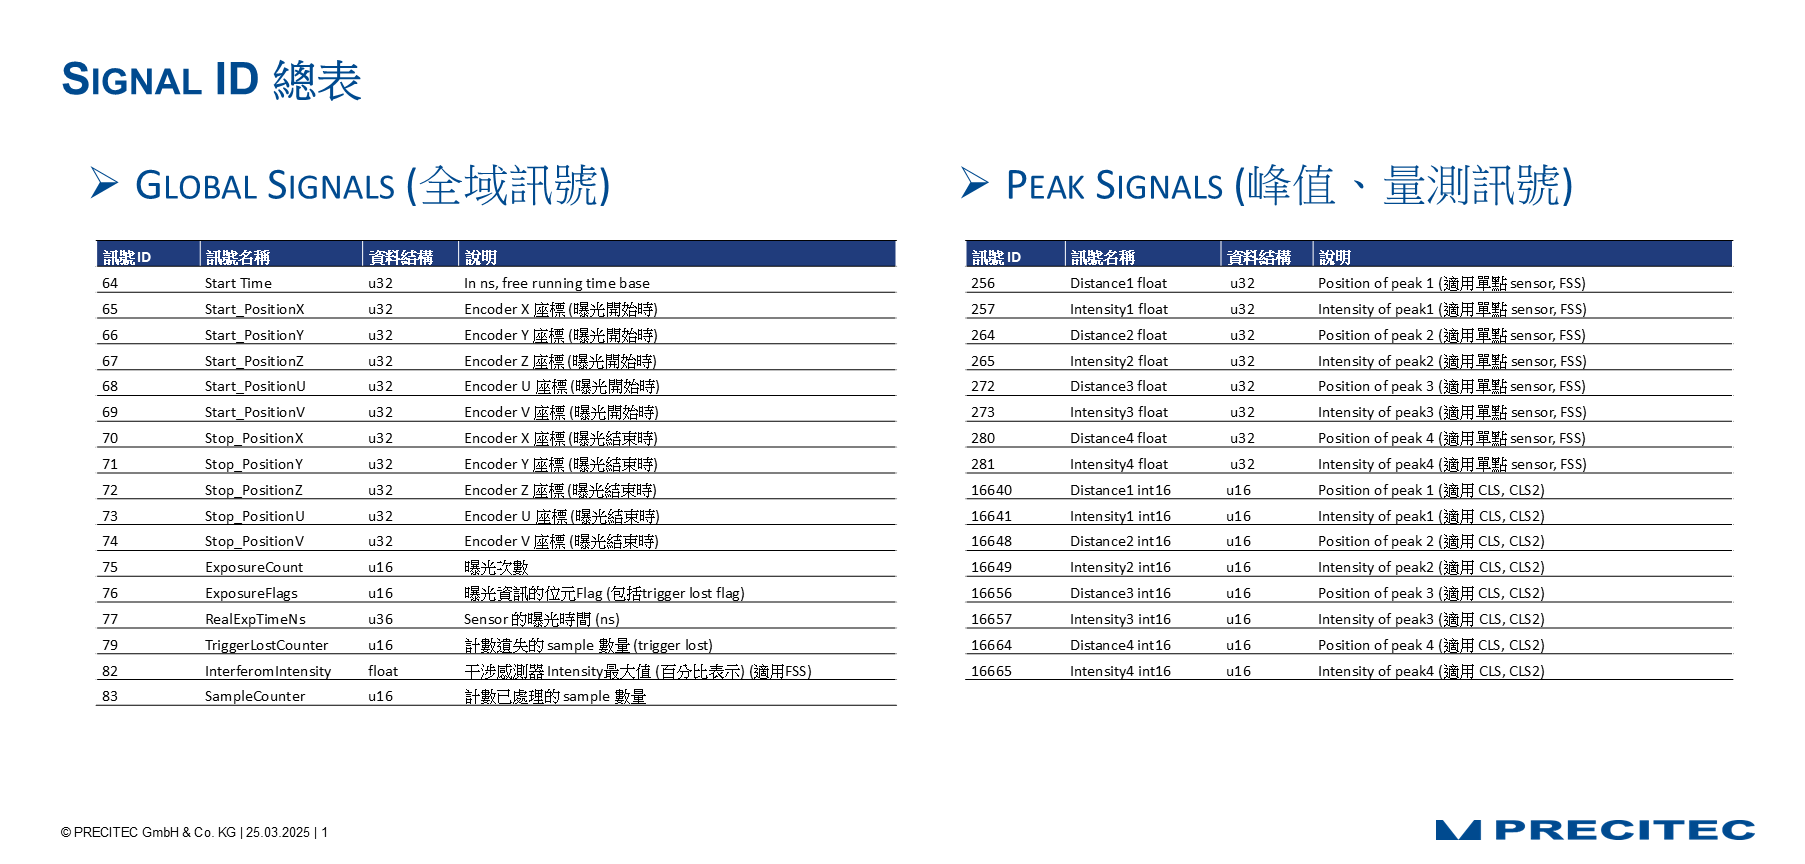 SIGNAL ID 總表
GLOBAL SIGNALS (全域訊號)
訊號 ID 訊號名稱 資料結構 說明
64 Start Time u32 In ns, free running time base
65 Start_PositionX u32 Encoder X 座標 (曝光開始時)
66 Start_PositionY u32 Encoder Y 座標 (曝光開始時)
67 Start_PositionZ u32 Encoder Z 座標 (曝光開始時)
68 Start_PositionU u32 Encoder U 座標 (曝光開始時)
69 Start_PositionV u32 Encoder V 座標 (曝光開始時)
70 Stop_PositionX u32 Encoder X 座標 (曝光結束時)
71 Stop_PositionY u32 Encoder Y 座標 (曝光結束時)
72 Stop_PositionZ u32 Encoder Z 座標 (曝光結束時)
73 Stop_PositionU u32 Encoder U 座標 (曝光結束時)
74 Stop_PositionV u32 Encoder V 座標 (曝光結束時)
75 ExposureCount u16 曝光次數
76 ExposureFlags u16 曝光資訊的位元Flag (包括trigger lost flag)
77 RealExpTimeNs u36 Sensor 的曝光時間 (ns)
79 TriggerLostCounter u16 計數遺失的 sample 數量 (trigger lost)
82 InterferomIntensity float 干涉感測器 Intensity最大值 (百分比表示) (適用FSS)
83 SampleCounter u16 計數已處理的 sample 數量
PEAK SIGNALS (峰值、量測訊號)
訊號 ID 訊號名稱 資料結構 說明
256 Distance1 float u32 Position of peak 1 (適用單點 sensor, FSS)
257 Intensity1 float u32 Intensity of peak1 (適用單點 sensor, FSS)
264 Distance2 float u32 Position of peak 2 (適用單點 sensor, FSS)
265 Intensity2 float u32 Intensity of peak2 (適用單點 sensor, FSS)
272 Distance3 float u32 Position of peak 3 (適用單點 sensor, FSS)
273 Intensity3 float u32 Intensity of peak3 (適用單點 sensor, FSS)
280 Distance4 float u32 Position of peak 4 (適用單點 sensor, FSS)
281 Intensity4 float u32 Intensity of peak4 (適用單點 sensor, FSS)
16640 Distance1 int16 u16 Position of peak 1 (適用 CLS, CLS2)
16641 Intensity1 int16 u16 Intensity of peak1 (適用 CLS, CLS2)
16648 Distance2 int16 u16 Position of peak 2 (適用 CLS, CLS2)
16649 Intensity2 int16 u16 Intensity of peak2 (適用 CLS, CLS2)
16656 Distance3 int16 u16 Position of peak 3 (適用 CLS, CLS2)
16657 Intensity3 int16 u16 Intensity of peak3 (適用 CLS, CLS2)
16664 Distance4 int16 u16 Position of peak 4 (適用 CLS, CLS2)
16665 Intensity4 int16 u16 Intensity of peak4 (適用 CLS, CLS2)
© PRECITEC GmbH & Co. KG | 25.03.2025 | 1
PRECITEC